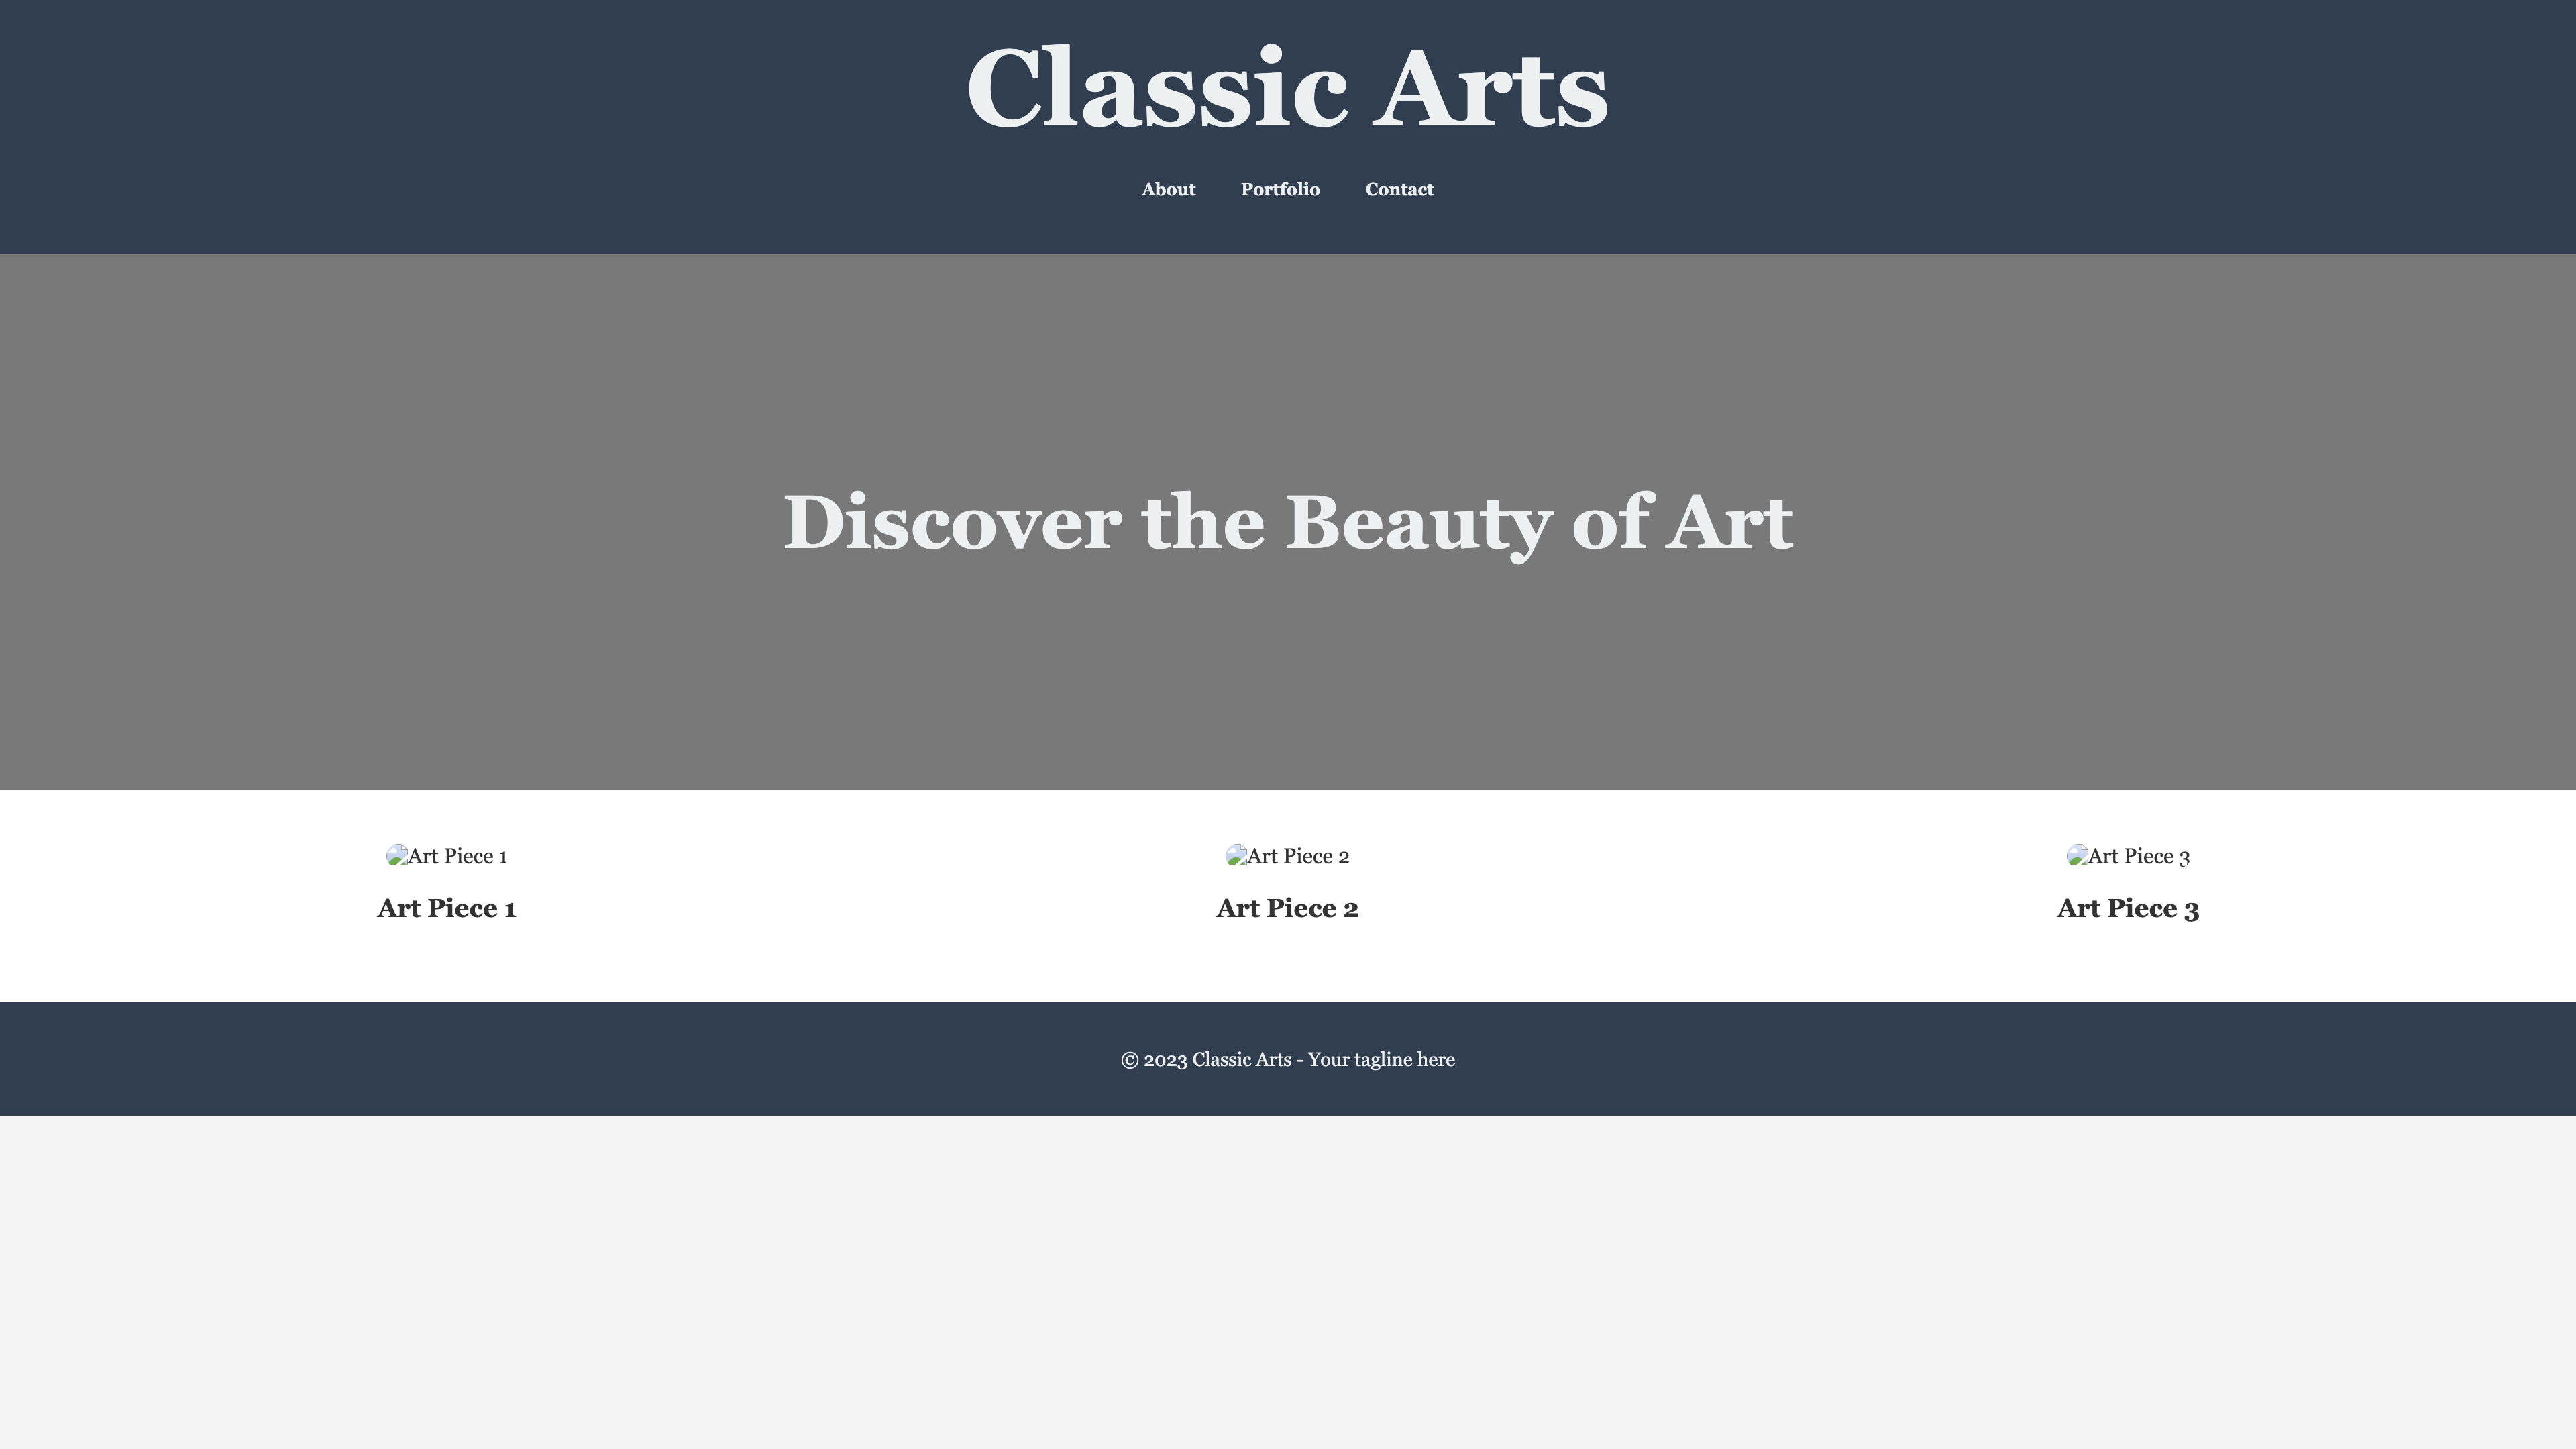 Classic Arts
About Portfolio Contact
Discover the Beauty of Art
Art Piece 1 Art Piece 2 Art Piece 3
Art Piece 1 Art Piece 2 Art Piece 3
© 2023 Classic Arts - Your tagline here